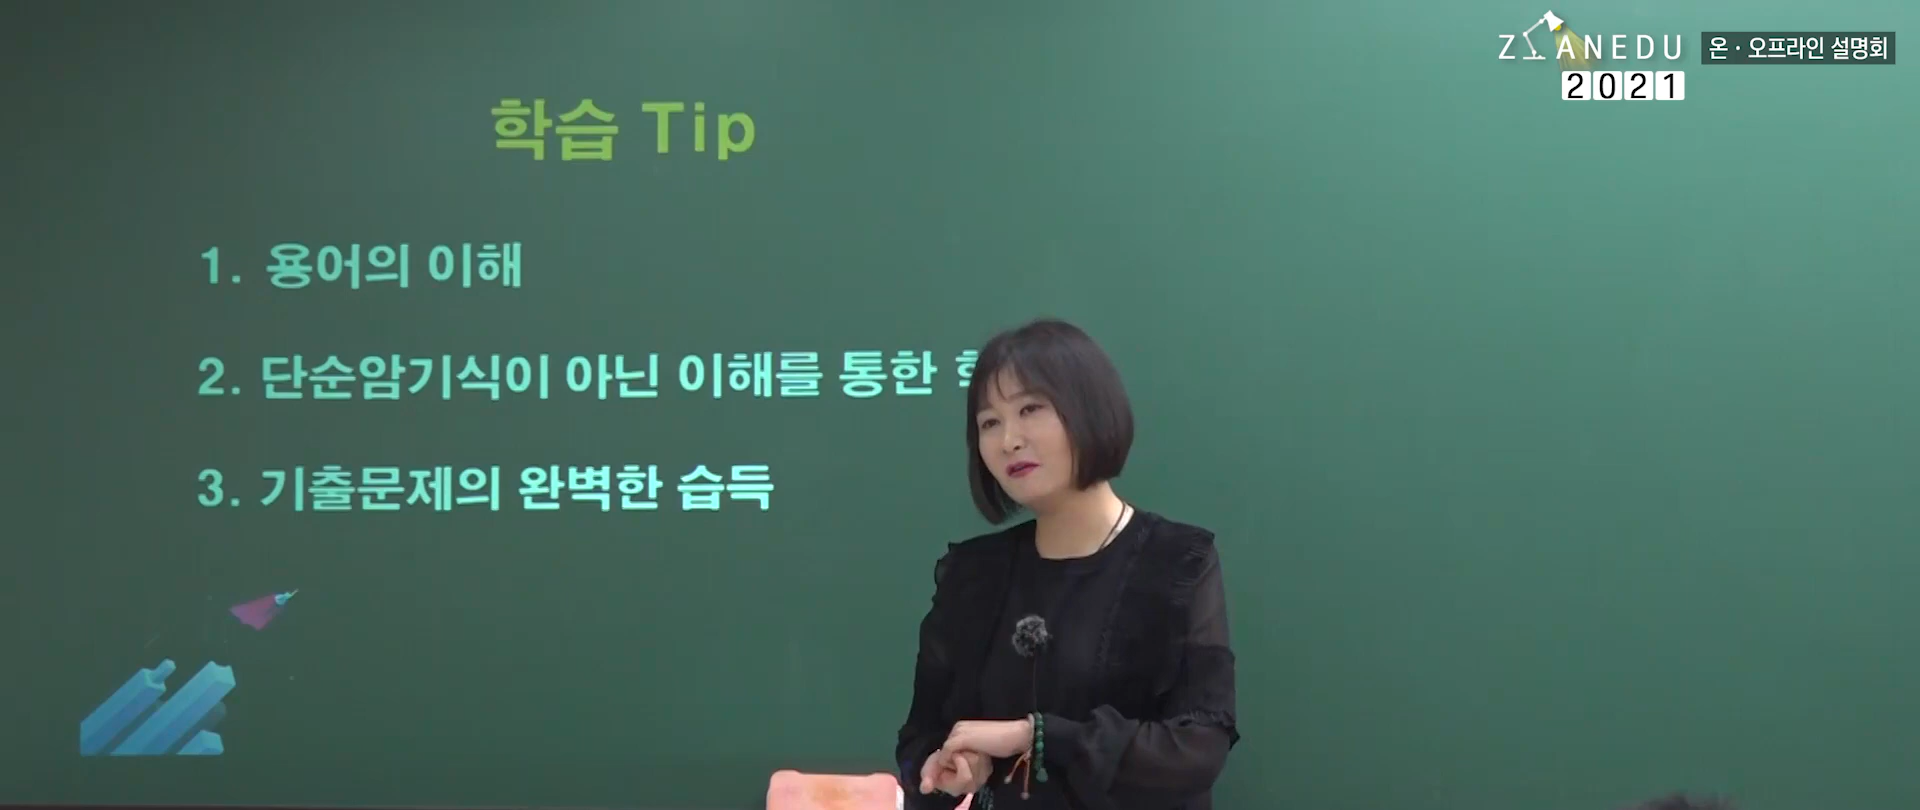 ZIANEDU 온·오프라인 설명회
2021
학습 Tip
1. 용어의 이해
2. 단순암기식이 아닌 이해를 통한
3. 기출문제의 완벽한 습득